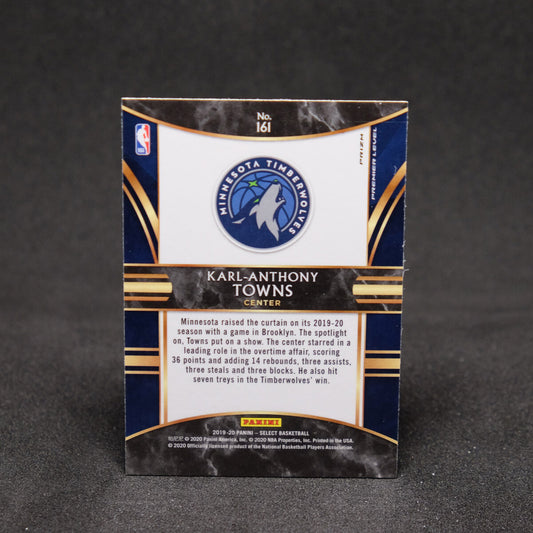 No.
161
MINNESOTA TIMBERWOLVES
PRIZM
PREMIER LEVEL
KARL-ANTHONY
TOWNS
CENTER
Minnesota raised the curtain on its 2019-20
season with a game in Brooklyn. The spotlight
on, Towns put on a show. The center starred in a
leading role in the overtime affair, scoring
36 points and adding 14 rebounds, three assists,
three steals and three blocks. He also hit
seven treys in the Timberwolves' win.
PANINI
2019-20 PANINI – SELECT BASKETBALL
© 2020 Panini America, Inc. © 2020 NBA Properties, Inc. Printed in the USA.
© 2020 Officially licensed product of the National Basketball Players Association.